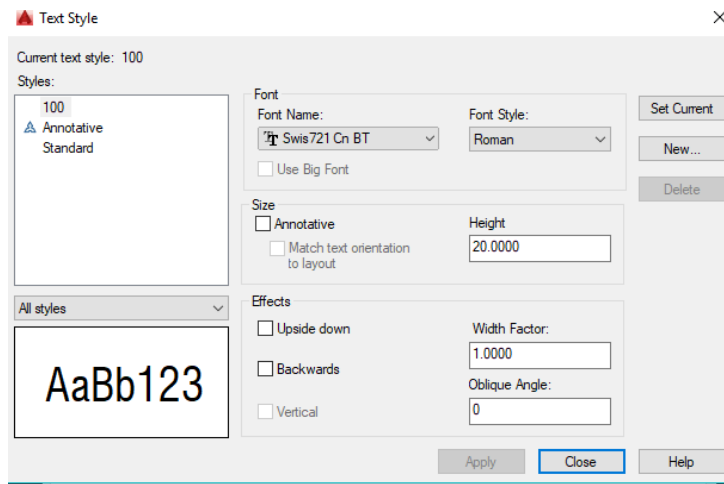 Text Style
Current text style: 100
Styles:
100
Annotative
Standard
All styles
AaBb123
Font
Font Name:
Swis721 Cn BT
Use Big Font
Font Style:
Roman
Size
Annotative
Match text orientation
to layout
Height
20.0000
Effects
Upside down
Backwards
Vertical
Width Factor:
1.0000
Oblique Angle:
0
Set Current
New...
Delete
Apply
Close
Help